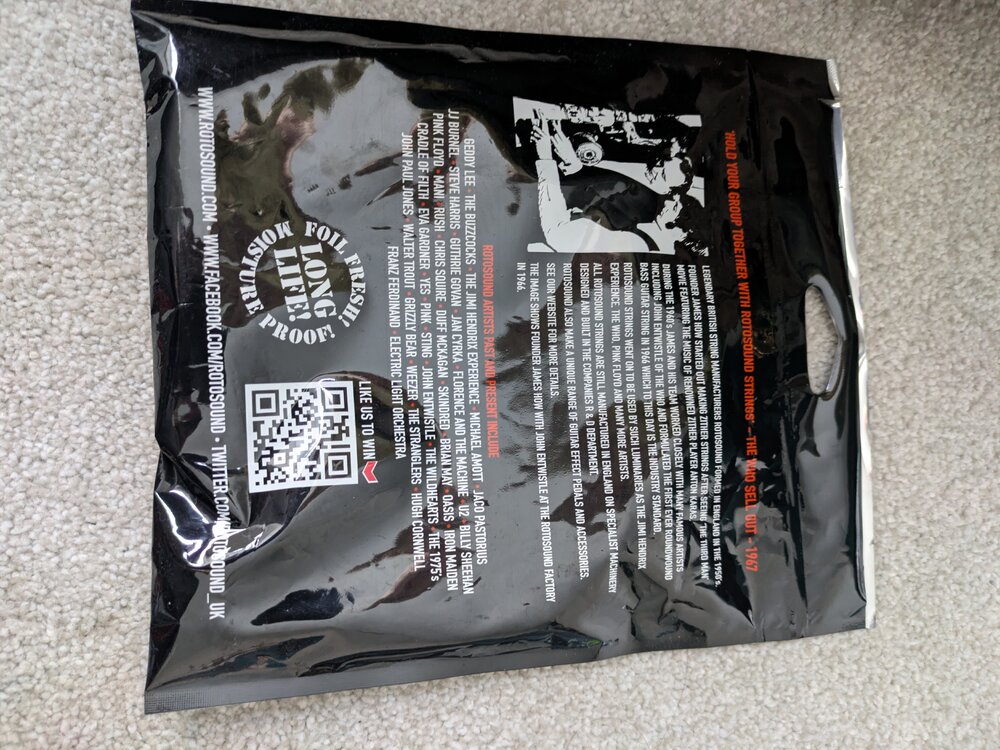 'HOLD YOUR GROUP TOGETHER WITH ROTOSOUND STRINGS' – THE WHO SELL OUT – 1967
LEGENDARY BRITISH STRING MANUFACTURERS ROTOSOUND FORMED IN ENGLAND IN THE 1950's.
FOUNDER JAMES HOW STARTED OUT MAKING ZITHER STRINGS AFTER SEEING 'THE THIRD MAN'
MOVIE FEATURING THE MUSIC OF RENOWNED ZITHER PLAYER ANTON KARAS.
DURING THE 1960's JAMES AND HIS TEAM WORKED CLOSELY WITH MANY FAMOUS ARTISTS
INCLUDING JOHN ENTWISTLE OF THE WHO AND FORMULATED THE FIRST EVER ROUNDWOUND
BASS GUITAR STRING IN 1966 WHICH TO THIS DAY IS THE INDUSTRY STANDARD.
ROTOSOUND STRINGS WENT ON TO BE USED BY SUCH LUMINARIES AS THE JIMI HENDRIX
EXPERIENCE, THE WHO, PINK FLOYD AND MANY MORE ARTISTS.
ALL ROTOSOUND STRINGS ARE STILL MANUFACTURED IN ENGLAND ON SPECIALIST MACHINERY
DESIGNED AND BUILT IN THE COMPANIES R & D DEPARTMENT.
ROTOSOUND ALSO MAKE A UNIQUE RANGE OF GUITAR EFFECT PEDALS AND ACCESSORIES.
SEE OUR WEBSITE FOR MORE DETAILS.
THE IMAGE SHOWS FOUNDER JAMES HOW WITH JOHN ENTWISTLE AT THE ROTOSOUND FACTORY
IN 1966.
ROTOSOUND ARTISTS PAST AND PRESENT INCLUDE
GEDDY LEE • THE BUZZCOCKS • THE JIMI HENDRIX EXPERIENCE • MICHAEL AMOTT • JACO PASTORIUS
JJ BURNEL • STEVE HARRIS • GUTHRIE GOVAN • JAN CYRKA • FLORENCE AND THE MACHINE • U2 • BILLY SHEEHAN
PINK FLOYD • MANI • RUSH • CHRIS SQUIRE • DUFF MCKAGAN • SKINDRED • BRIAN MAY • OASIS • IRON MAIDEN
CRADLE OF FILTH • EVA GARDNER • YES • PINK • STING • JOHN ENTWISTLE • THE WILDHEARTS • THE 1975's
JOHN PAUL JONES • WALTER TROUT • GRIZZLY BEAR • WEEZER • THE STRANGLERS • HUGH CORNWELL
FRANZ FERDINAND • ELECTRIC LIGHT ORCHESTRA
FOIL FRESH!
LONG
LIFE!
MOISTURE PROOF!
LIKE US TO WIN
WWW.ROTOSOUND.COM • WWW.FACEBOOK.COM/ROTOSOUND • TWITTER.COM/ROTOSOUND_UK